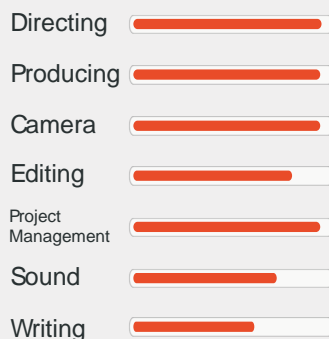 Directing
Producing
Camera
Editing
Project
Management
Sound
Writing